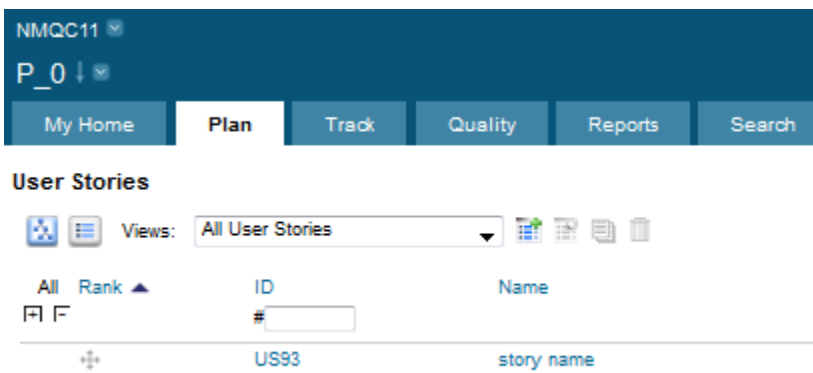 NMQC11
P_0
My Home Plan Track Quality Reports Search
User Stories
Views: All User Stories
All Rank ID Name
#
US93 story name